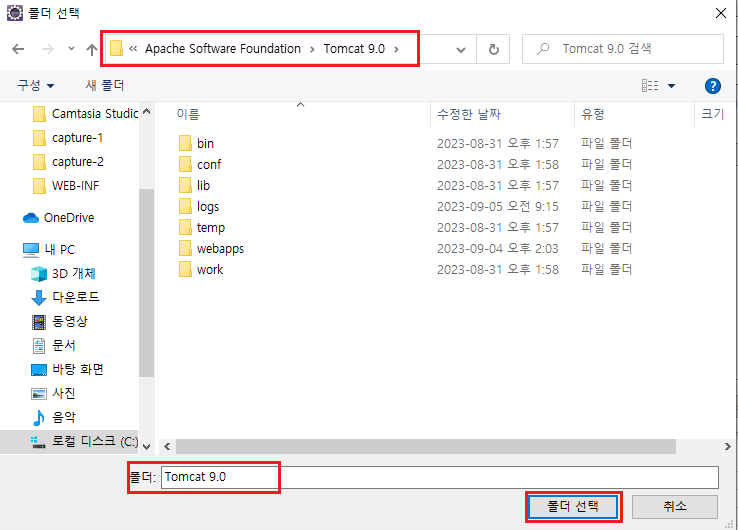 폴더 선택
« Apache Software Foundation › Tomcat 9.0 ›
Tomcat 9.0 검색
구성
새 폴더
Camtasia Studio
capture-1
capture-2
WEB-INF
OneDrive
내 PC
3D 개체
다운로드
동영상
문서
바탕 화면
사진
음악
로컬 디스크 (C:)
이름 수정한 날짜 유형 크기
bin 2023-08-31 오후 1:57 파일 폴더
conf 2023-08-31 오후 1:58 파일 폴더
lib 2023-08-31 오후 1:57 파일 폴더
logs 2023-09-05 오전 9:15 파일 폴더
temp 2023-08-31 오후 1:57 파일 폴더
webapps 2023-09-04 오후 2:03 파일 폴더
work 2023-08-31 오후 1:58 파일 폴더
폴더: Tomcat 9.0
폴더 선택
취소